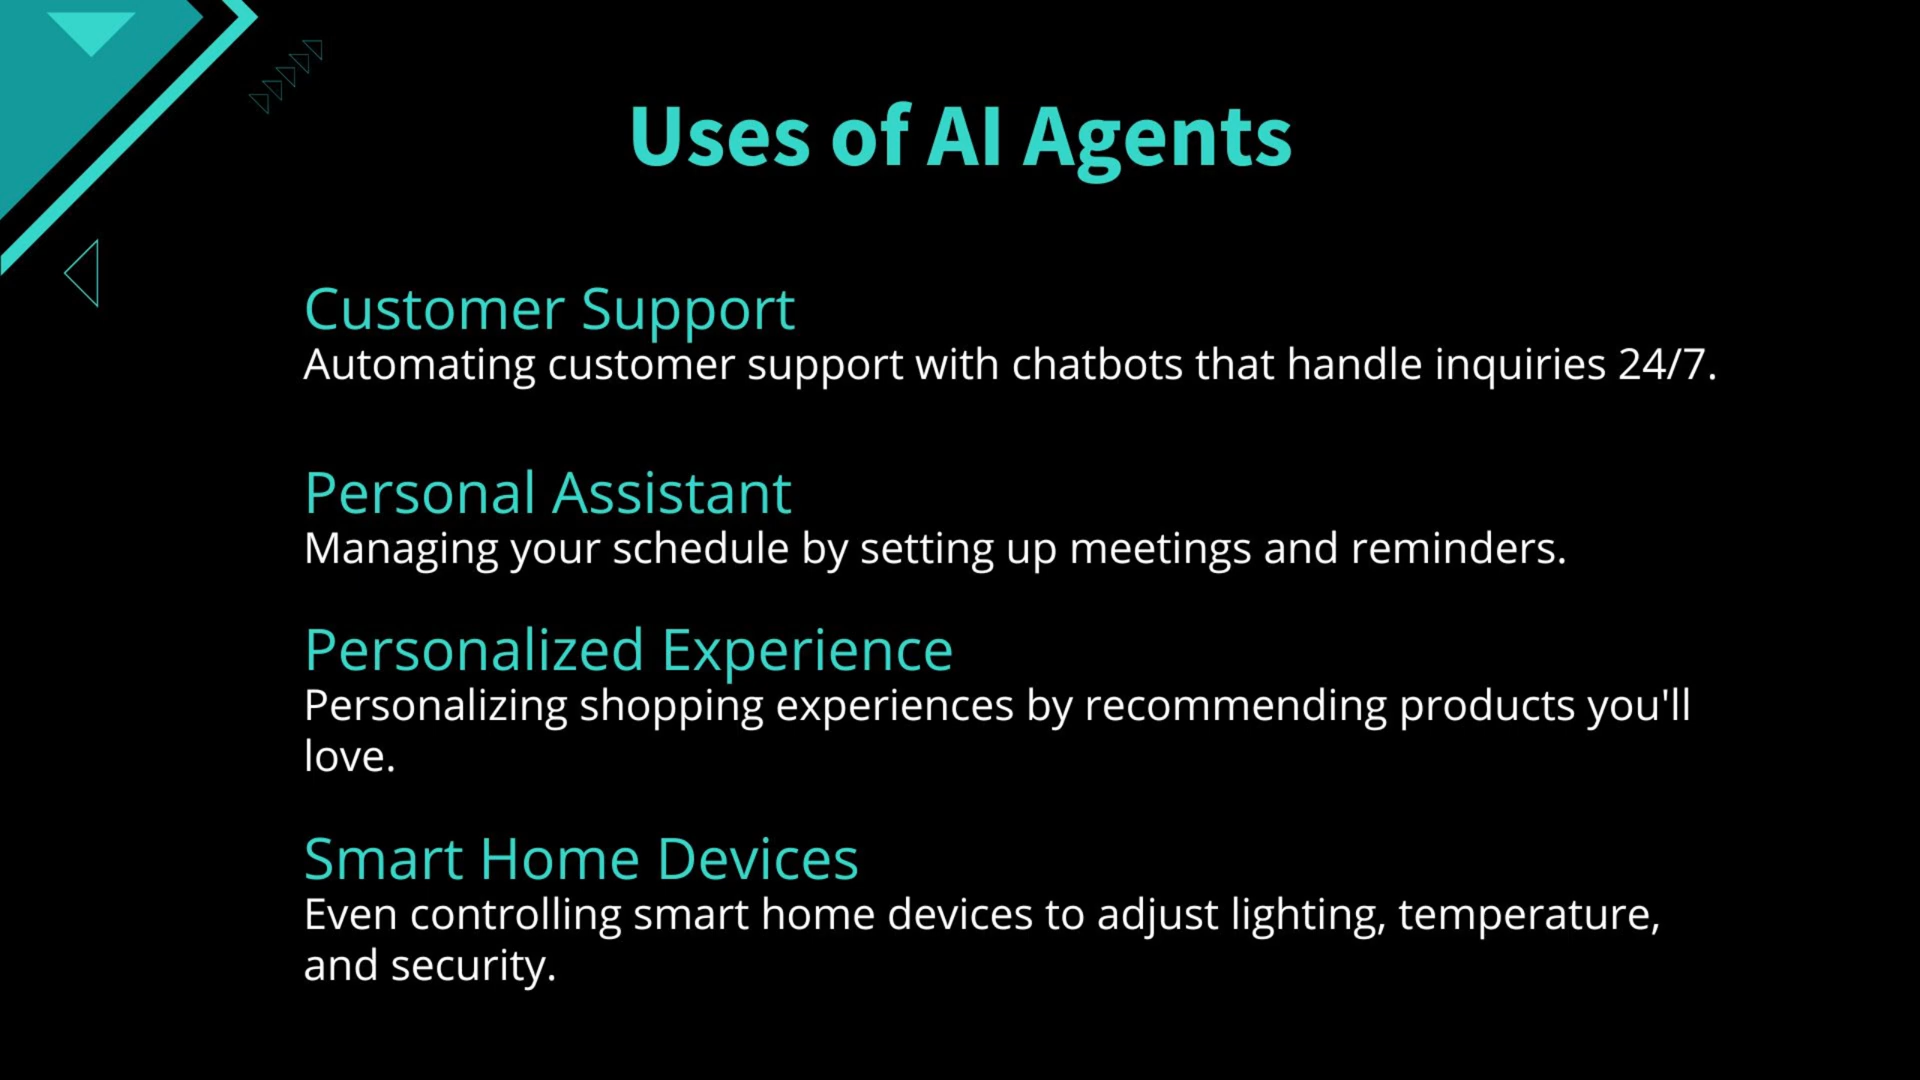 Uses of AI Agents
Customer Support
Automating customer support with chatbots that handle inquiries 24/7.
Personal Assistant
Managing your schedule by setting up meetings and reminders.
Personalized Experience
Personalizing shopping experiences by recommending products you'll
love.
Smart Home Devices
Even controlling smart home devices to adjust lighting, temperature,
and security.